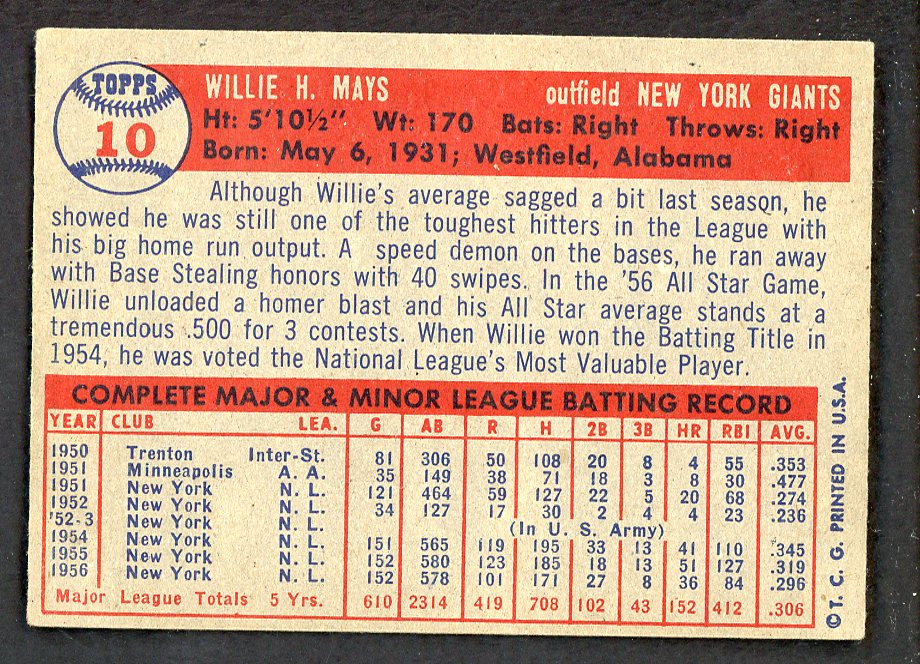 TOPPS
10
WILLIE H. MAYS outfield NEW YORK GIANTS
Ht: 5'10½" Wt: 170 Bats: Right Throws: Right
Born: May 6, 1931; Westfield, Alabama
Although Willie's average sagged a bit last season, he
showed he was still one of the toughest hitters in the League with
his big home run output. A speed demon on the bases, he ran away
with Base Stealing honors with 40 swipes. In the '56 All Star Game,
Willie unloaded a homer blast and his All Star average stands at a
tremendous .500 for 3 contests. When Willie won the Batting Title in
1954, he was voted the National League's Most Valuable Player.
COMPLETE MAJOR & MINOR LEAGUE BATTING RECORD
YEAR CLUB LEA. G AB R H 2B 3B HR RBI AVG.
1950 Trenton Inter-St. 81 306 50 108 20 8 4 55 .353
1951 Minneapolis A. A. 35 149 38 71 18 3 8 30 .477
1951 New York N. L. 121 464 59 127 22 5 20 68 .274
1952 New York N. L. 34 127 17 30 2 4 4 23 .236
'52-3 New York N. L. (In U. S. Army)
1954 New York N. L. 151 565 119 195 33 13 41 110 .345
1955 New York N. L. 152 580 123 185 18 13 51 127 .319
1956 New York N. L. 152 578 101 171 27 8 36 84 .296
Major League Totals 5 Yrs. 610 2314 419 708 102 43 152 412 .306
©T. C. G. PRINTED IN U.S.A.